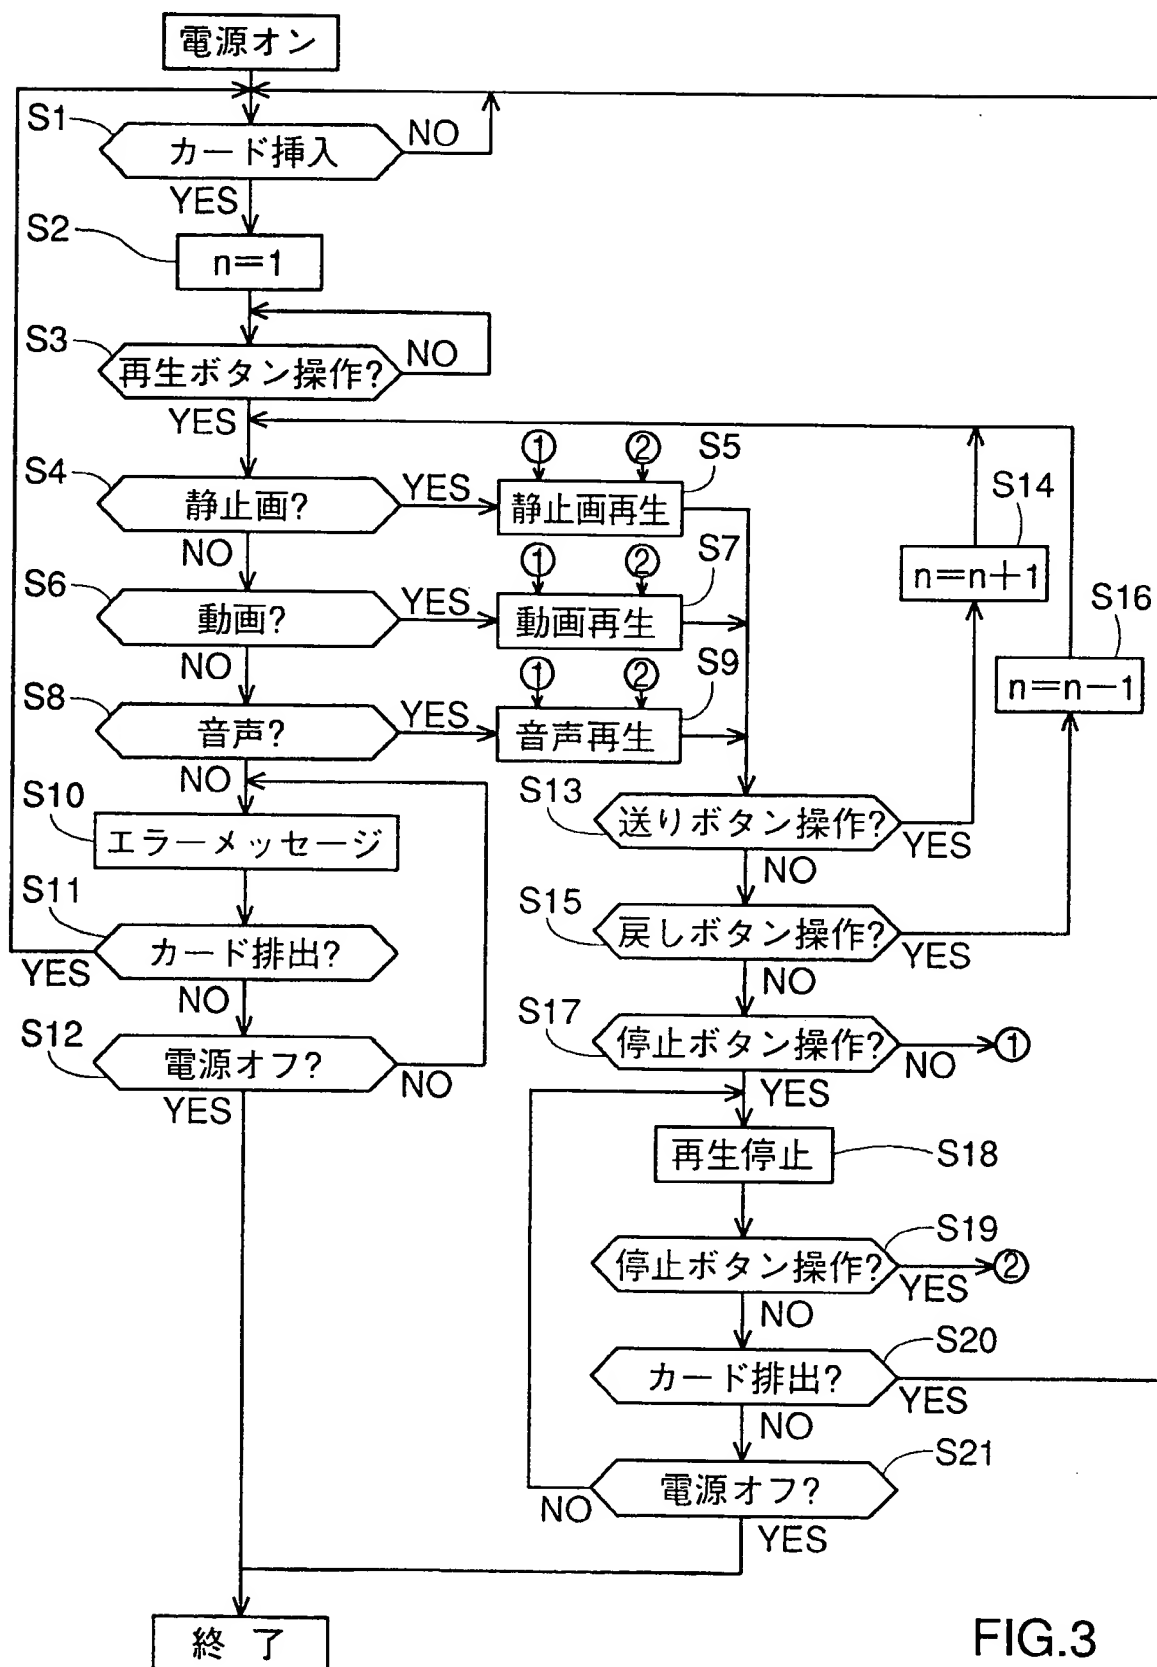 電源オン
S1
カード挿入
NO
YES
S2
n=1
S3
再生ボタン操作?
NO
YES
S4
静止画?
YES
NO
① ②
S5
静止画再生
S6
動画?
YES
NO
① ②
S7
動画再生
S8
音声?
YES
NO
① ②
S9
音声再生
S10
エラーメッセージ
S11
カード排出?
YES
NO
S12
電源オフ?
NO
YES
S14
n=n+1
S16
n=n−1
S13
送りボタン操作?
YES
NO
S15
戻しボタン操作?
YES
NO
S17
停止ボタン操作?
NO
①
YES
再生停止
S18
S19
停止ボタン操作?
YES
②
NO
S20
カード排出?
YES
NO
S21
電源オフ?
NO
YES
終 了
FIG.3